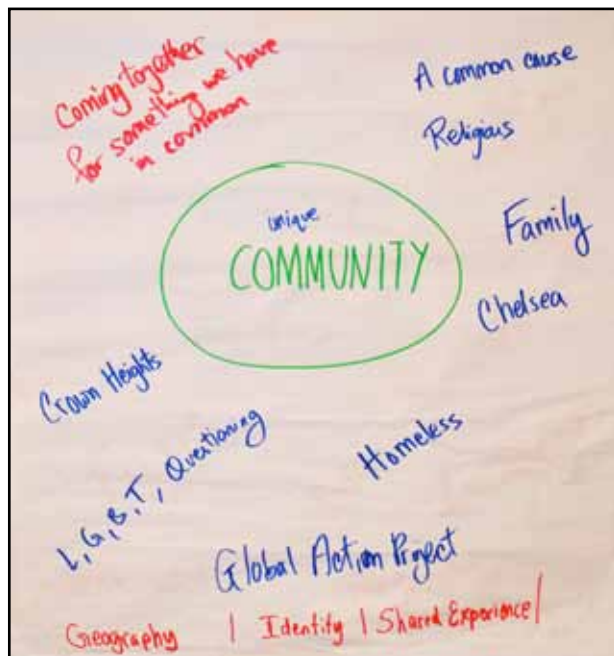 Coming together
for something we have
in common
A common cause
Religious
unique
COMMUNITY
Family
Chelsea
Crown Heights
L, G, B, T, Questioning
Homeless
Global Action Project
Geography | Identity | Shared Experience |